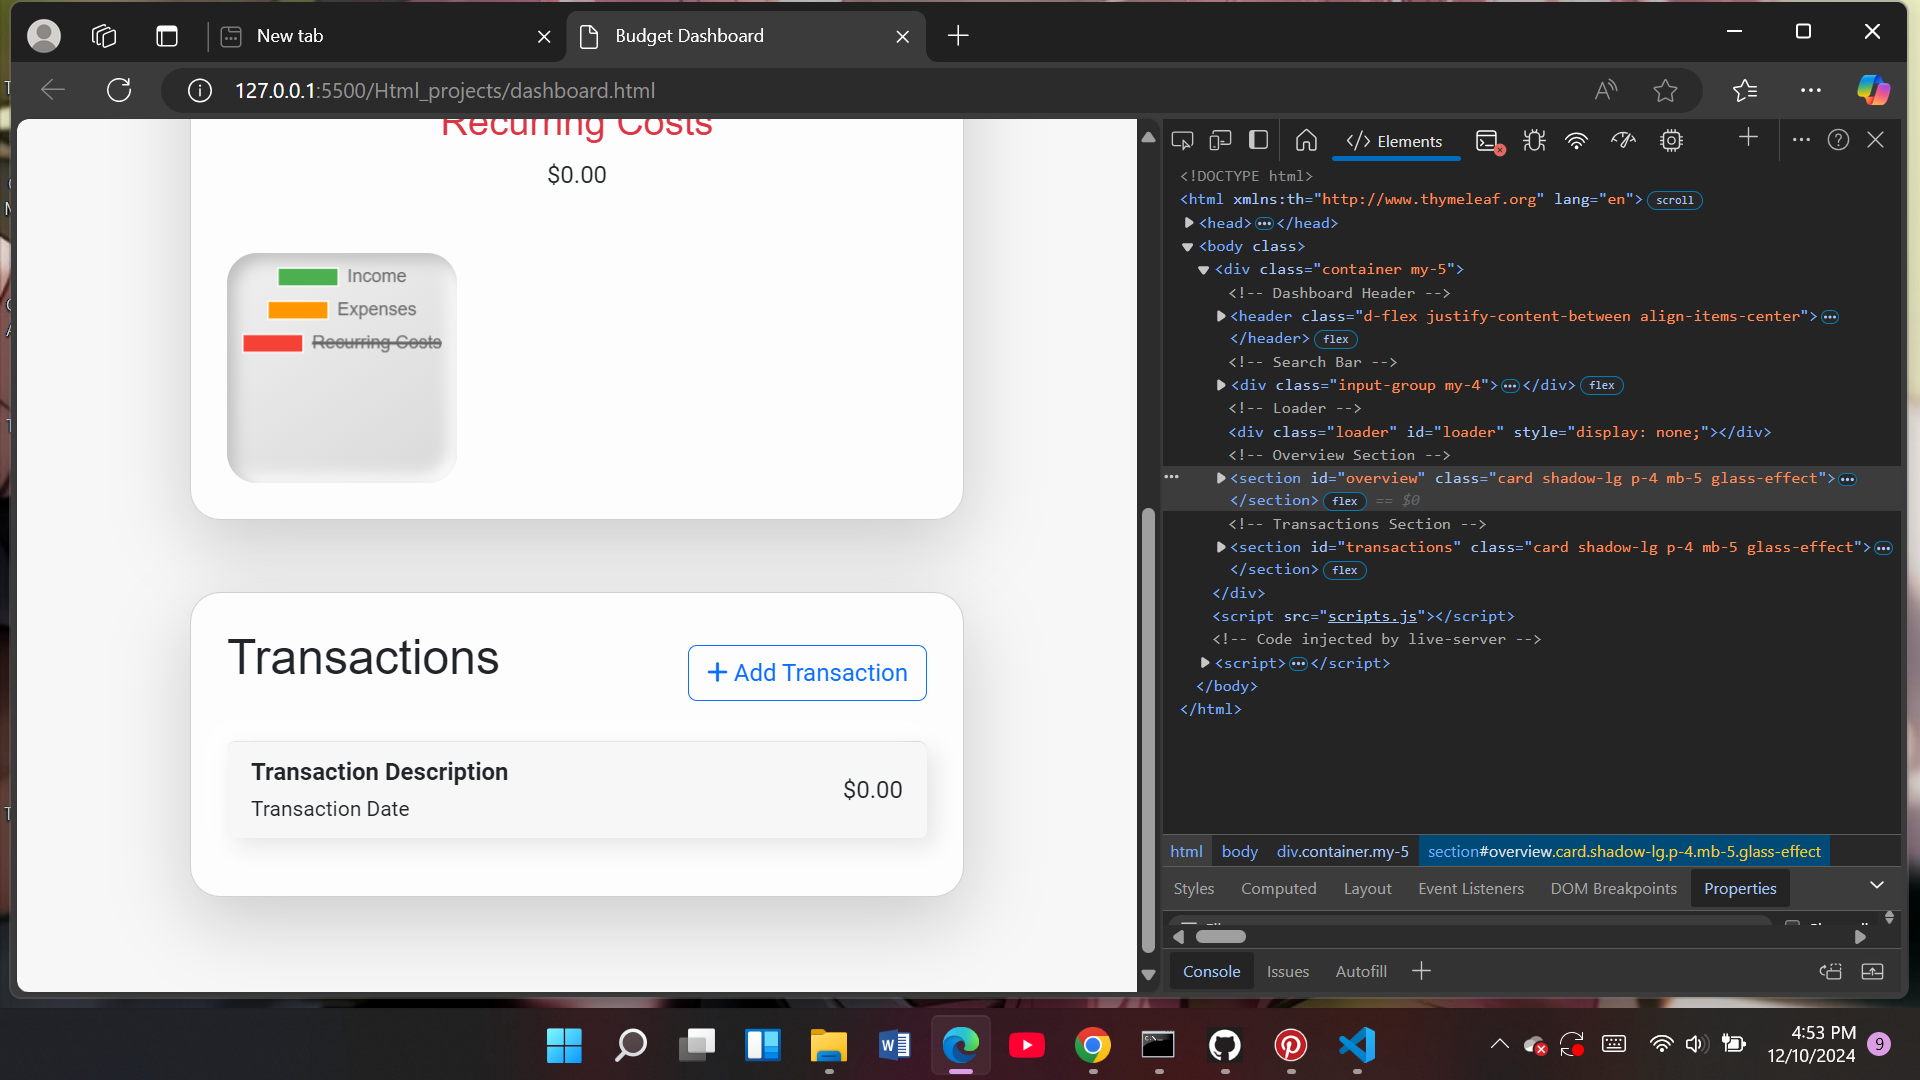 New tab
Budget Dashboard
127.0.0.1:5500/Html_projects/dashboard.html
Recurring Costs
$0.00
Income
Expenses
Recurring Costs
Transactions
Add Transaction
Transaction Description
Transaction Date
$0.00
Elements
<!DOCTYPE html>
<html xmlns:th="http://www.thymeleaf.org" lang="en"> scroll
<head> ••• </head>
<body class>
<div class="container my-5">
<!-- Dashboard Header -->
<header class="d-flex justify-content-between align-items-center"> •••
</header> flex
<!-- Search Bar -->
<div class="input-group my-4"> ••• </div> flex
<!-- Loader -->
<div class="loader" id="loader" style="display: none;"></div>
<!-- Overview Section -->
<section id="overview" class="card shadow-lg p-4 mb-5 glass-effect"> •••
</section> flex == $0
<!-- Transactions Section -->
<section id="transactions" class="card shadow-lg p-4 mb-5 glass-effect"> •••
</section> flex
</div>
<script src="scripts.js"></script>
<!-- Code injected by live-server -->
<script> ••• </script>
</body>
</html>
html body div.container.my-5 section#overview.card.shadow-lg.p-4.mb-5.glass-effect
Styles Computed Layout Event Listeners DOM Breakpoints Properties
Console Issues Autofill
4:53 PM
12/10/2024
9